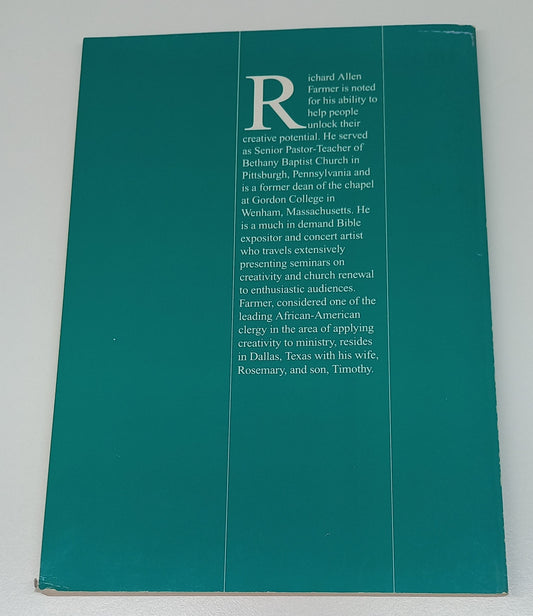 Richard Allen
Farmer is noted
for his ability to
help people
unlock their
creative potential. He served
as Senior Pastor-Teacher of
Bethany Baptist Church in
Pittsburgh, Pennsylvania and
is a former dean of the chapel
at Gordon College in
Wenham, Massachusetts. He
is a much in demand Bible
expositor and concert artist
who travels extensively
presenting seminars on
creativity and church renewal
to enthusiastic audiences.
Farmer, considered one of the
leading African-American
clergy in the area of applying
creativity to ministry, resides
in Dallas, Texas with his wife,
Rosemary, and son, Timothy.